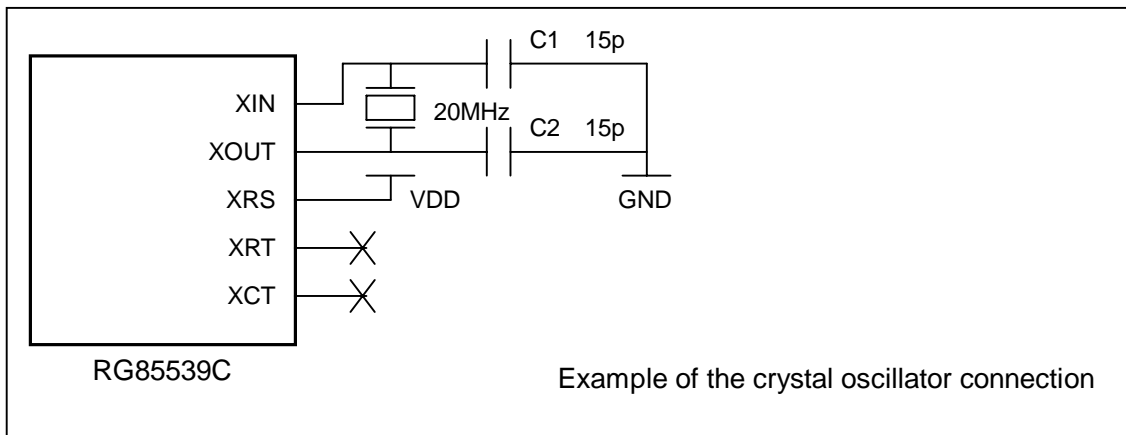 C1 15p
XIN
20MHz
C2 15p
XOUT
XRS
VDD
GND
XRT
XCT
RG85539C
Example of the crystal oscillator connection